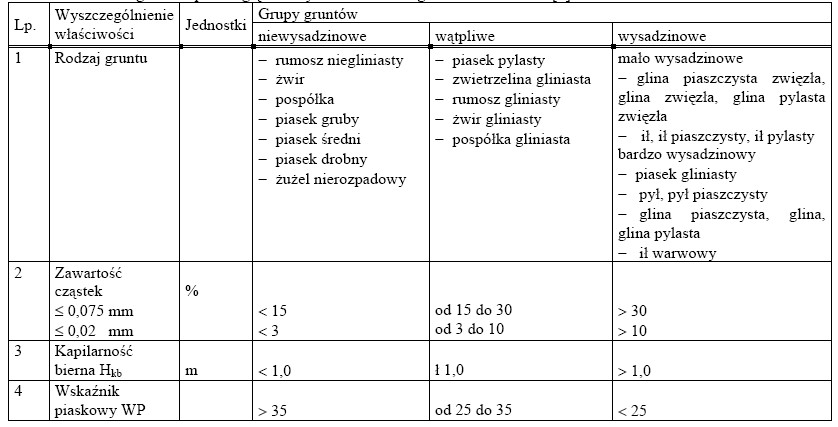 Lp.
Wyszczególnienie
właściwości
Jednostki
Grupy gruntów
niewysadzinowe
wątpliwe
wysadzinowe
1
Rodzaj gruntu
– rumosz niegliniasty
– żwir
– pospółka
– piasek gruby
– piasek średni
– piasek drobny
– żużel nierozpadowy
– piasek pylasty
– zwietrzelina gliniasta
– rumosz gliniasty
– żwir gliniasty
– pospółka gliniasta
mało wysadzinowe
– glina piaszczysta zwięzła,
glina zwięzła, glina pylasta
zwięzła
– ił, ił piaszczysty, ił pylasty
bardzo wysadzinowy
– piasek gliniasty
– pył, pył piaszczysty
– glina piaszczysta, glina,
glina pylasta
– ił warwowy
2
Zawartość
cząstek
≤ 0,075 mm
≤ 0,02 mm
%
< 15
< 3
od 15 do 30
od 3 do 10
> 30
> 10
3
Kapilarność
bierna Hkb
m
< 1,0
ł 1,0
> 1,0
4
Wskaźnik
piaskowy WP
> 35
od 25 do 35
< 25